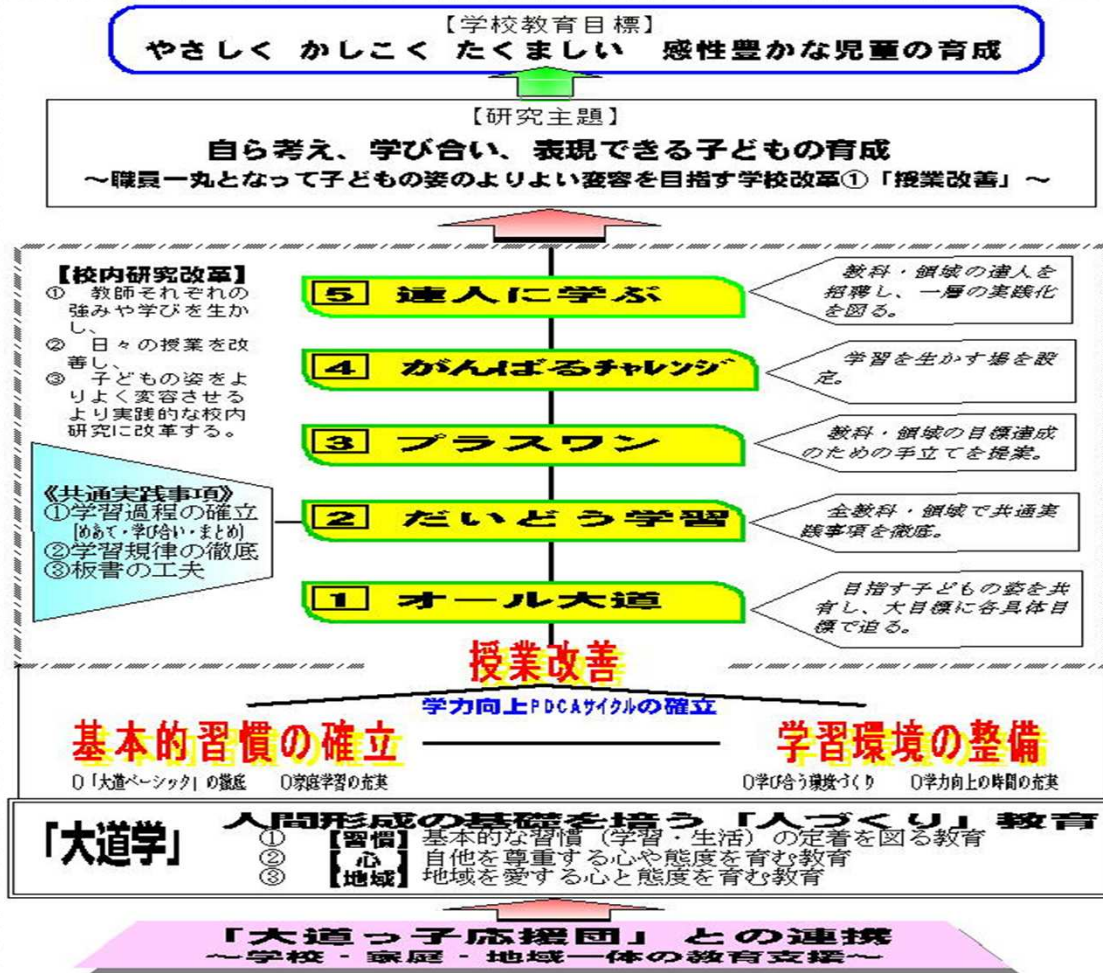 【学校教育目標】
やさしく かしこく たくましい 感性豊かな児童の育成
【研究主題】
自ら考え、学び合い、表現できる子どもの育成
～職員一丸となって子どもの姿のよりよい変容を目指す学校改革①「授業改善」～
【校内研究改革】
① 教師それぞれの
強みや学びを生か
し、
② 日々の授業を改
善し、
③ 子どもの姿をよ
りよく変容させる
より実践的な校内
研究に改革する。
5 達人に学ぶ
教科・領域の達人を
招聘し、一層の実践化
を図る。
4 がんばるチャレンジ
学習を生かす場を設
定。
3 プラスワン
教科・領域の目標達成
のための手立てを提案。
《共通実践事項》
①学習過程の確立
[めあて・学び合い・まとめ]
②学習規律の徹底
③板書の工夫
2 だいどう学習
全教科・領域で共通実
践事項を徹底。
1 オール大道
目指す子どもの姿を共
有し、大目標に各具体目
標で迫る。
授業改善
学力向上PDCAサイクルの確立
基本的習慣の確立
学習環境の整備
○「大道ベーシック」の徹底 ○家庭学習の充実
○学び合う環境づくり ○学力向上の時間の充実
「大道学」
人間形成の基礎を培う「人づくり」教育
① 【習慣】 基本的な習慣（学習・生活）の定着を図る教育
② 【心】 自他を尊重する心や態度を育む教育
③ 【地域】 地域を愛する心と態度を育む教育
「大道っ子応援団」との連携
～学校・家庭・地域一体の教育支援～